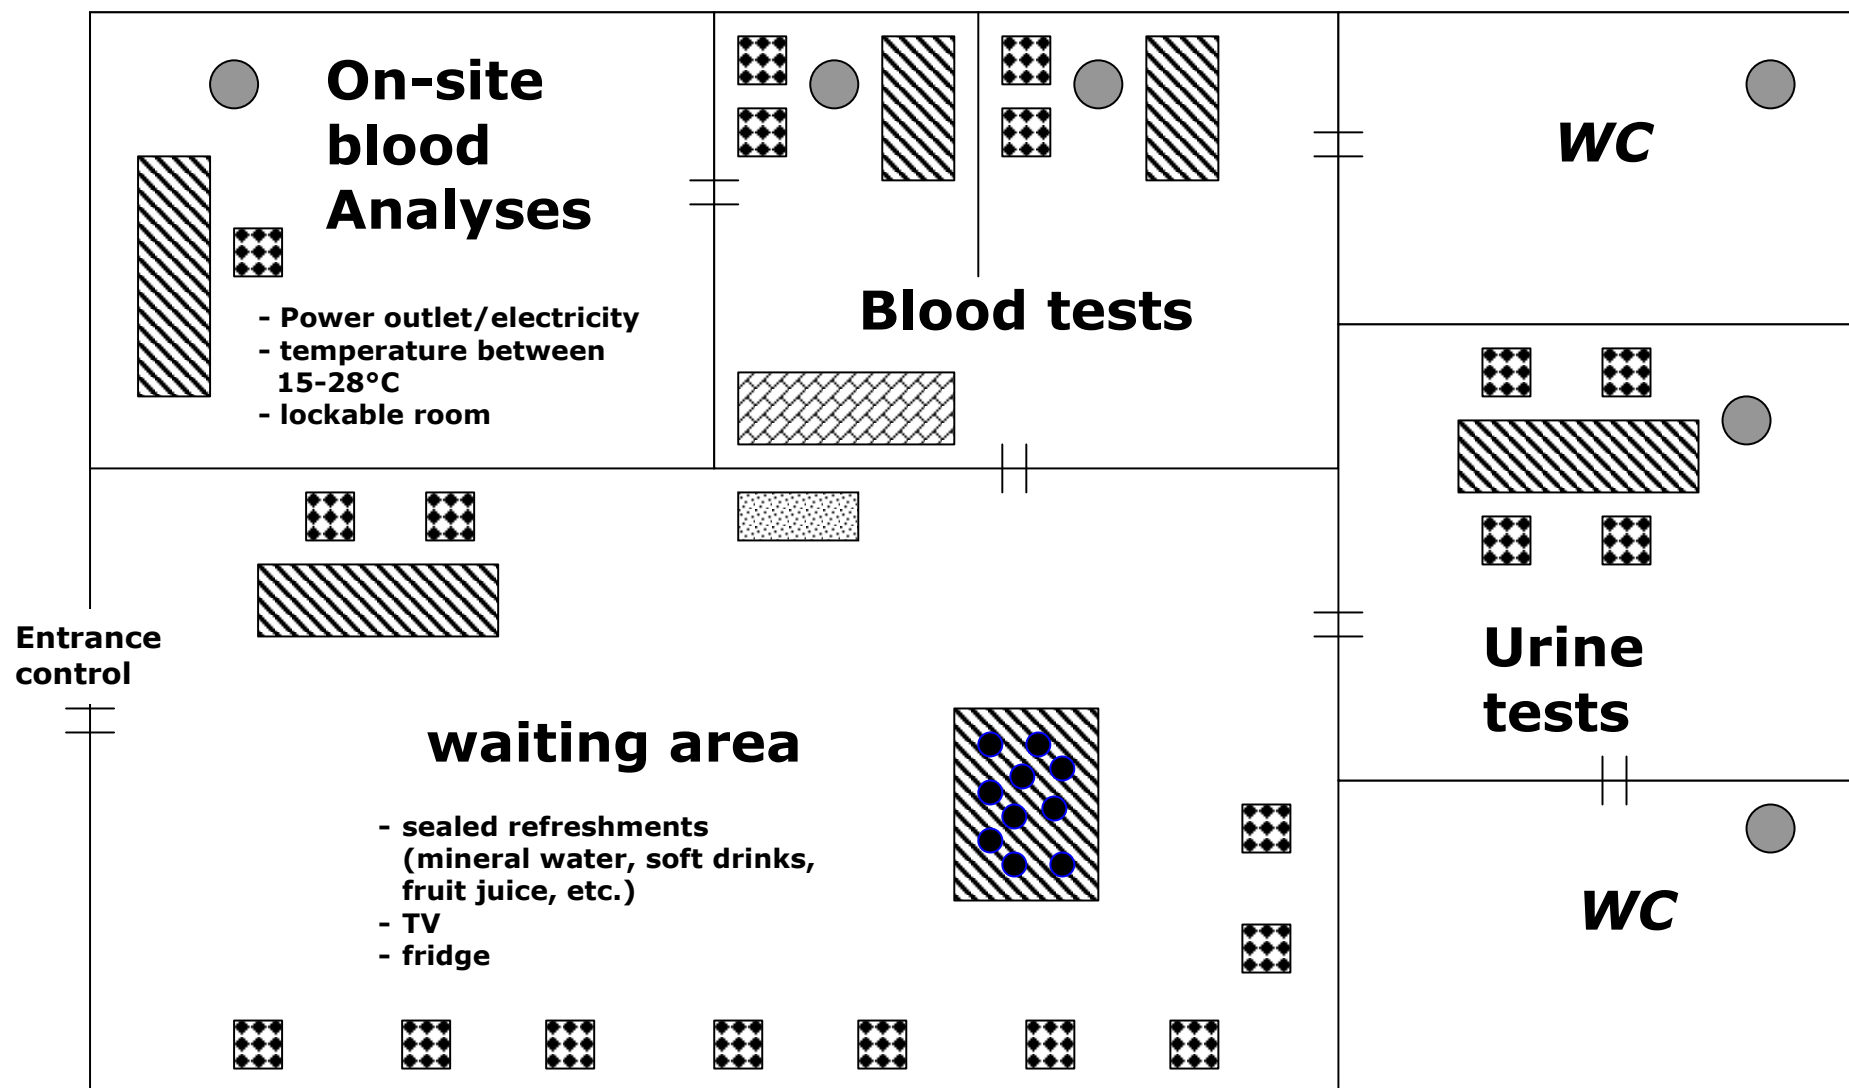 On-site
blood
Analyses
- Power outlet/electricity
- temperature between
15-28°C
- lockable room
Blood tests
WC
Entrance
control
waiting area
- sealed refreshments
(mineral water, soft drinks,
fruit juice, etc.)
- TV
- fridge
Urine
tests
WC